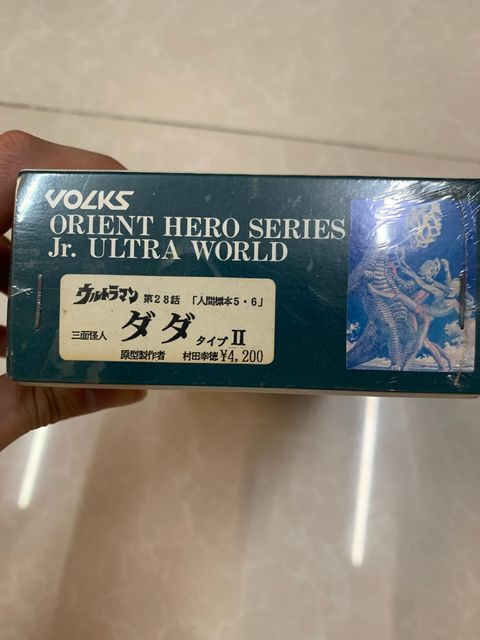 VOLKS
ORIENT HERO SERIES
Jr. ULTRA WORLD
ウルトラマン 第28話 「人間標本5・6」
三面怪人 ダダ タイプⅡ
原型製作者 村田幸徳 ¥4,200